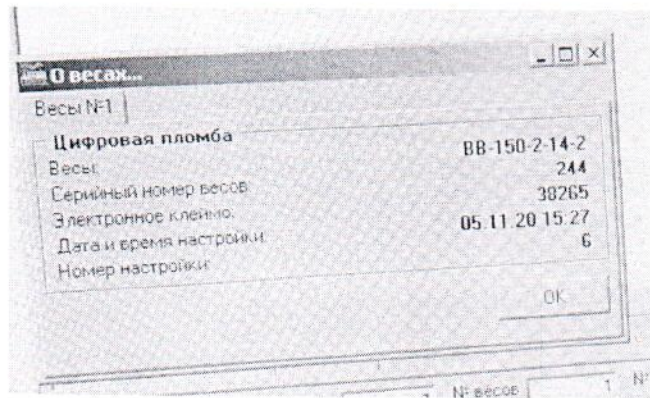 О весах...
Весы №1
Цифровая пломба
Весы: ВВ-150-2-14-2
Серийный номер весов: 244
Электронное клеймо: 38265
Дата и время настройки: 05.11.20 15:27
Номер настройки: 6
OK
№ весов 1 №